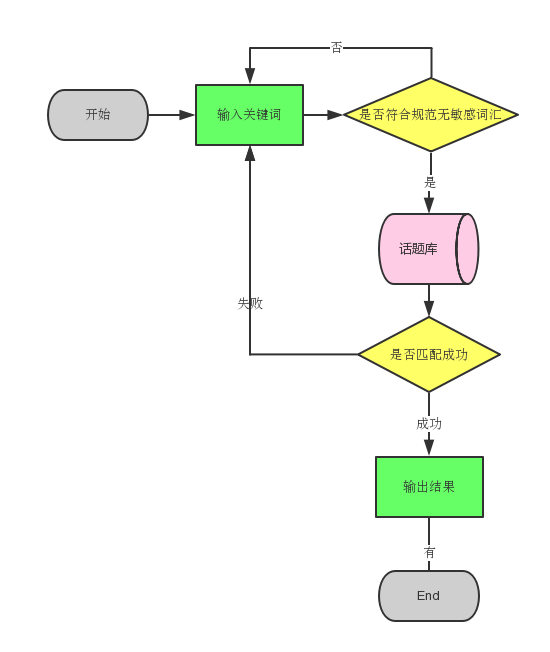 否
开始
输入关键词
是否符合规范无敏感词汇
是
话题库
失败
是否匹配成功
成功
输出结果
有
End